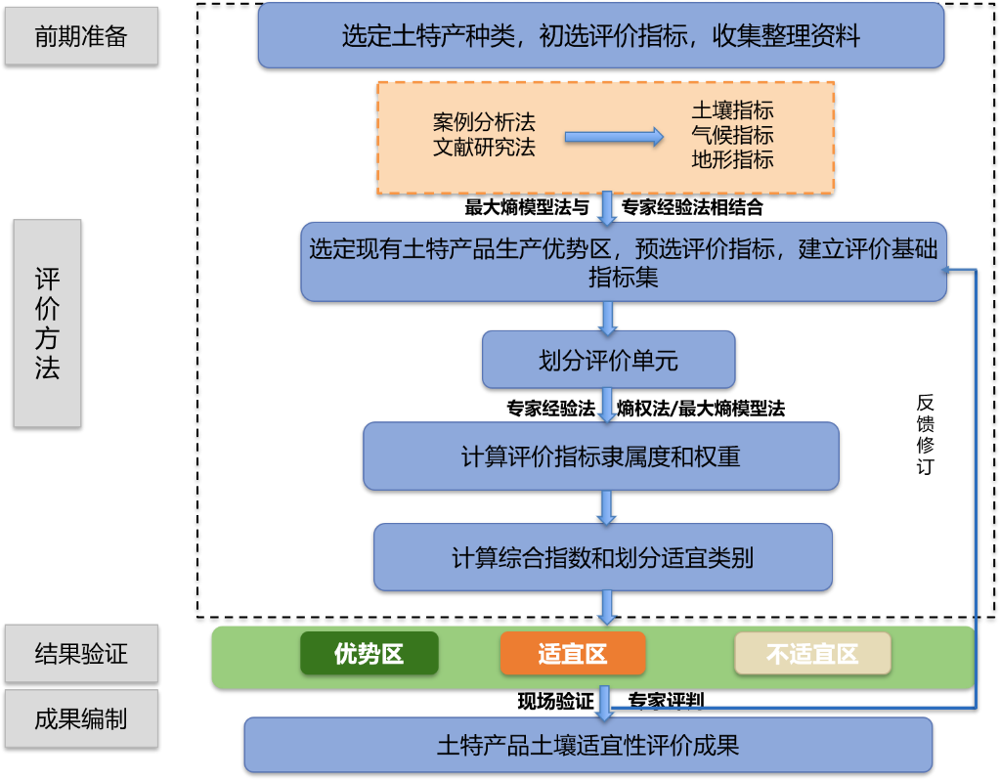 前期准备
选定土特产种类，初选评价指标，收集整理资料
案例分析法
文献研究法
土壤指标
气候指标
地形指标
最大熵模型法与 专家经验法相结合
评价方法
选定现有土特产品生产优势区，预选评价指标，建立评价基础
指标集
划分评价单元
专家经验法 熵权法/最大熵模型法
反馈修订
计算评价指标隶属度和权重
计算综合指数和划分适宜类别
结果验证
优势区 适宜区 不适宜区
现场验证 专家评判
成果编制
土特产品土壤适宜性评价成果